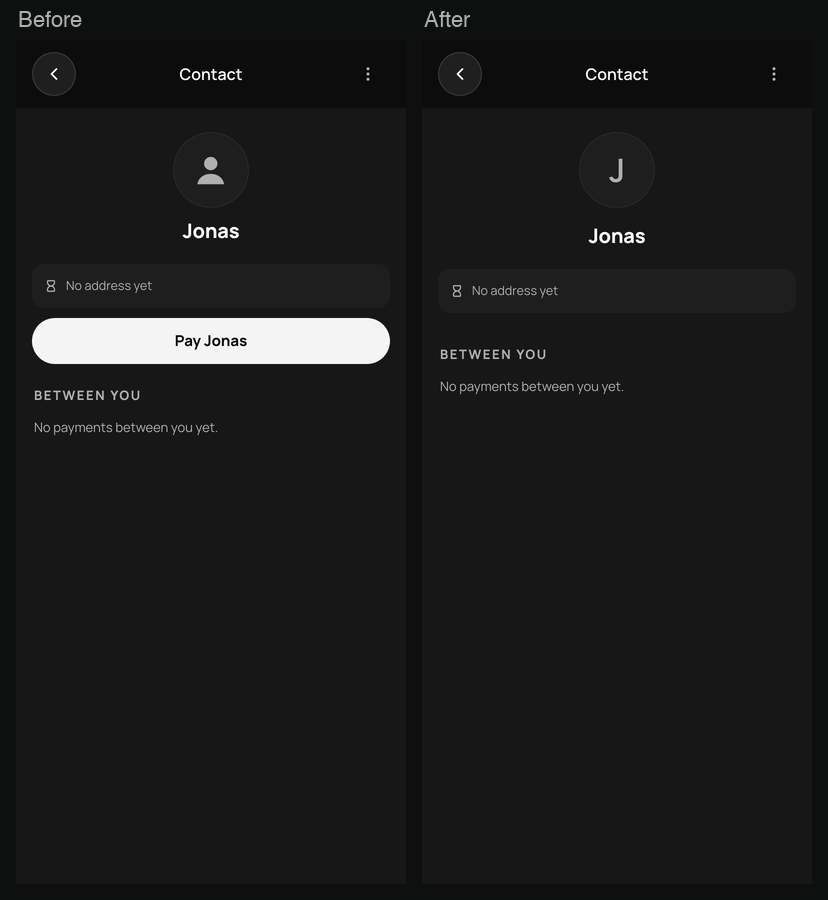 Before
Contact
Jonas
No address yet
Pay Jonas
BETWEEN YOU
No payments between you yet.
After
Contact
J
Jonas
No address yet
BETWEEN YOU
No payments between you yet.